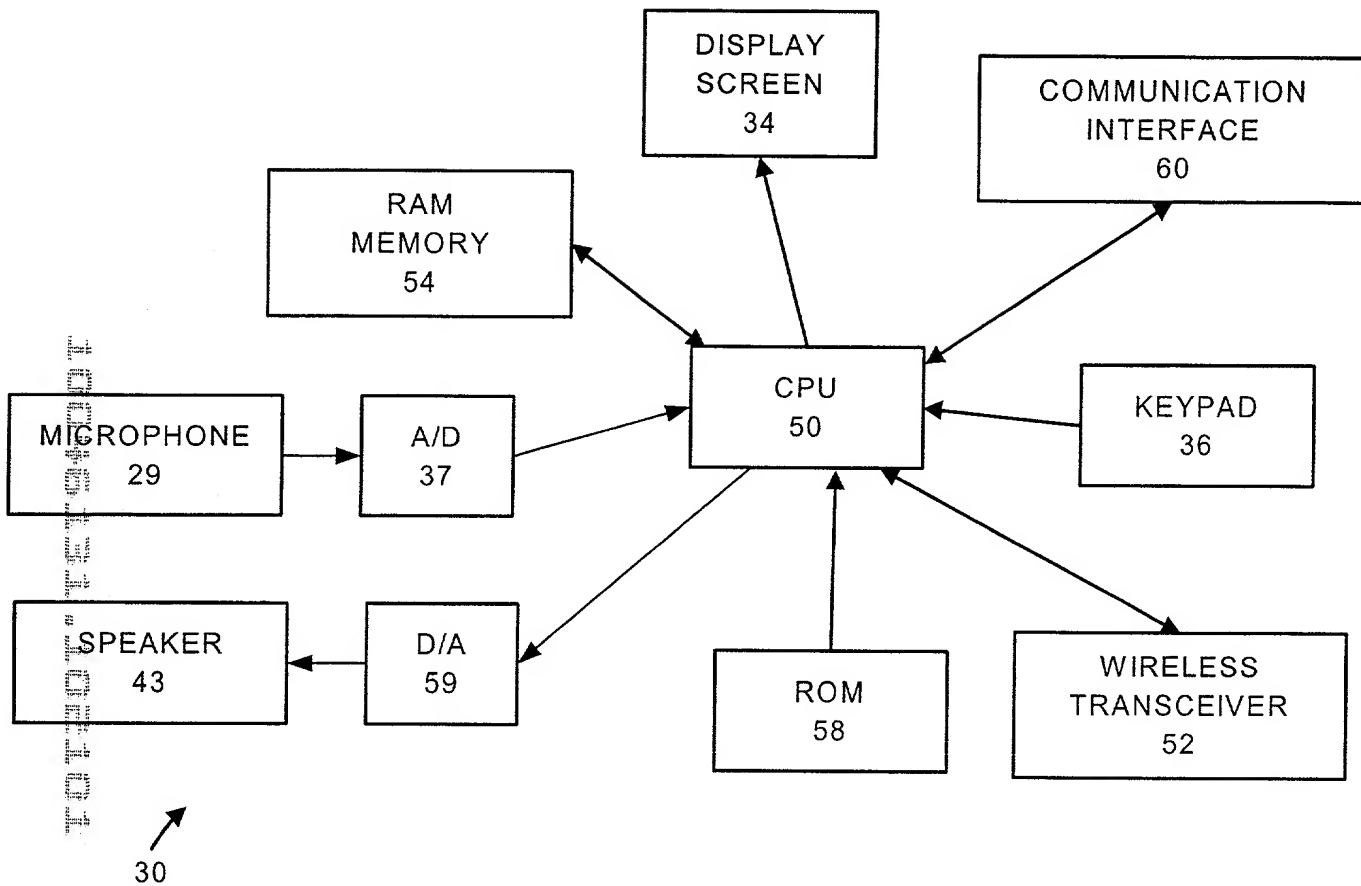 DISPLAY
SCREEN
34
COMMUNICATION
INTERFACE
60
RAM
MEMORY
54
CPU
50
KEYPAD
36
MICROPHONE
29
A/D
37
SPEAKER
43
D/A
59
ROM
58
WIRELESS
TRANSCEIVER
52
30